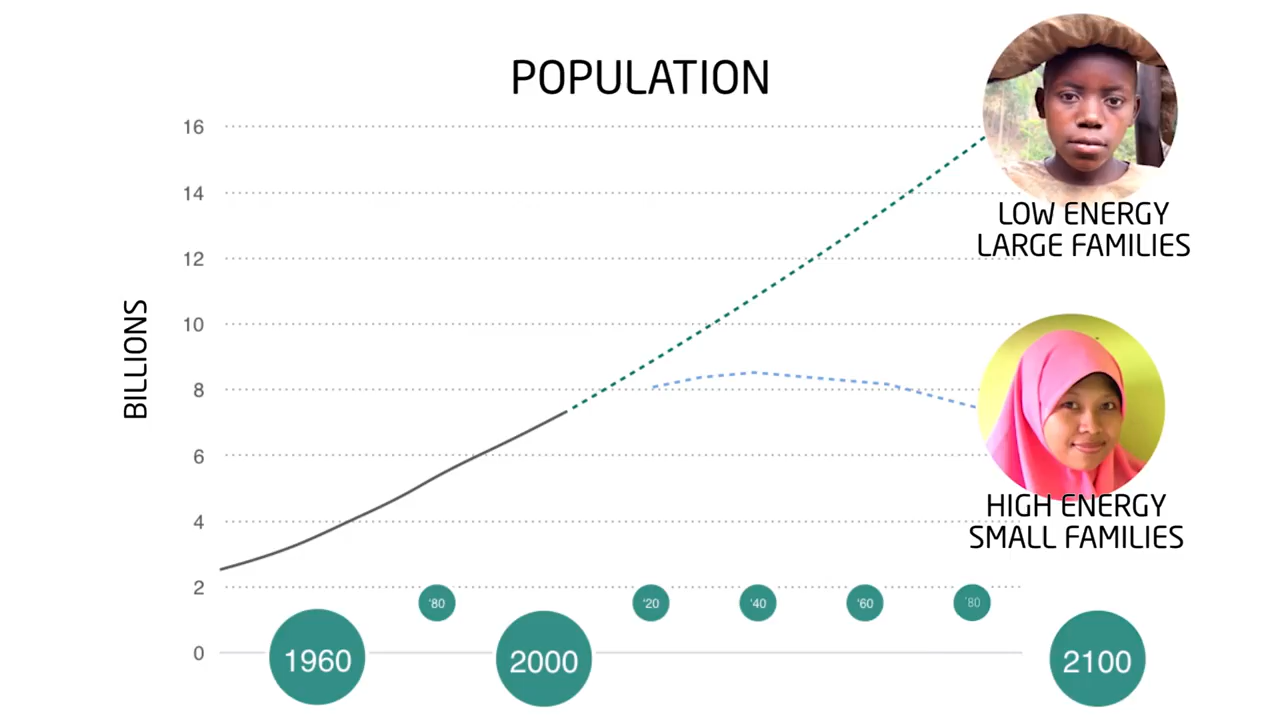 POPULATION
16
14
12
10
8
6
4
2
0
BILLIONS
LOW ENERGY
LARGE FAMILIES
HIGH ENERGY
SMALL FAMILIES
'80
'20
'40
'60
'80
1960
2000
2100